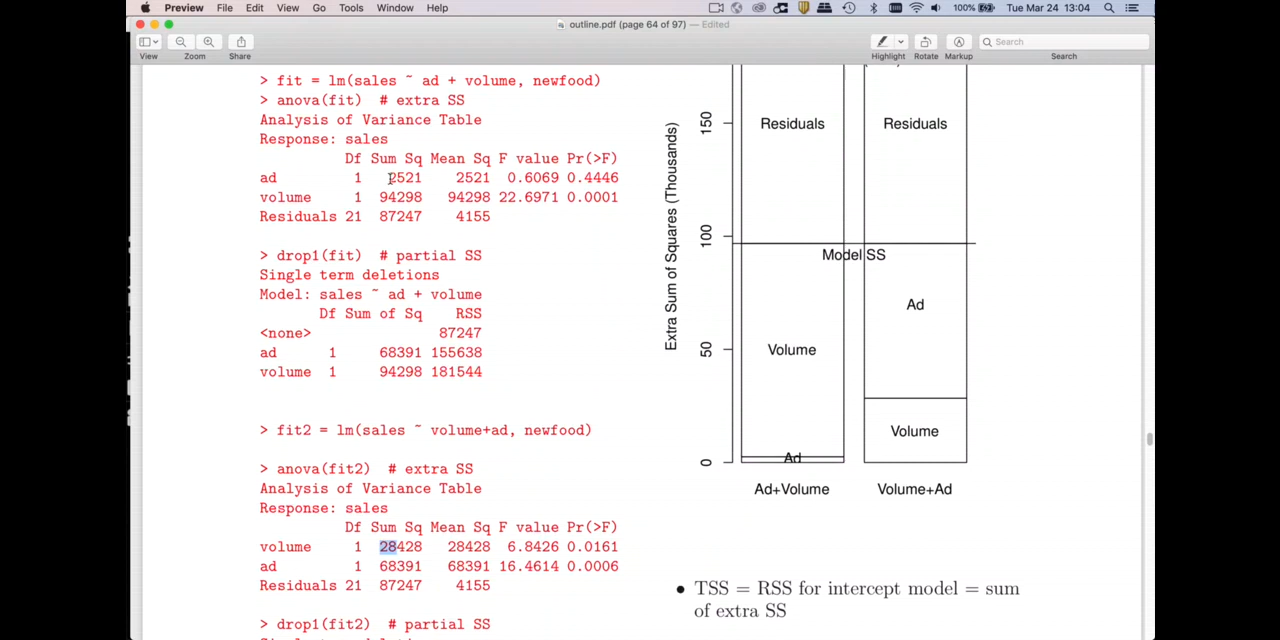 Preview File Edit View Go Tools Window Help 100% Tue Mar 24 13:04
outline.pdf (page 64 of 97) — Edited
Search
View Zoom Share Highlight Rotate Markup Search
> fit = lm(sales ~ ad + volume, newfood)
> anova(fit) # extra SS
Analysis of Variance Table
Response: sales
Df Sum Sq Mean Sq F value Pr(>F)
ad 1 2521 2521 0.6069 0.4446
volume 1 94298 94298 22.6971 0.0001
Residuals 21 87247 4155
> drop1(fit) # partial SS
Single term deletions
Model: sales ~ ad + volume
Df Sum of Sq RSS
<none> 87247
ad 1 68391 155638
volume 1 94298 181544
> fit2 = lm(sales ~ volume+ad, newfood)
> anova(fit2) # extra SS
Analysis of Variance Table
Response: sales
Df Sum Sq Mean Sq F value Pr(>F)
volume 1 28428 28428 6.8426 0.0161
ad 1 68391 68391 16.4614 0.0006
Residuals 21 87247 4155
> drop1(fit2) # partial SS
Extra Sum of Squares (Thousands)
150
100
50
0
Residuals Residuals
Model SS
Ad
Volume
Volume
Ad
Ad+Volume Volume+Ad
• TSS = RSS for intercept model = sum
of extra SS